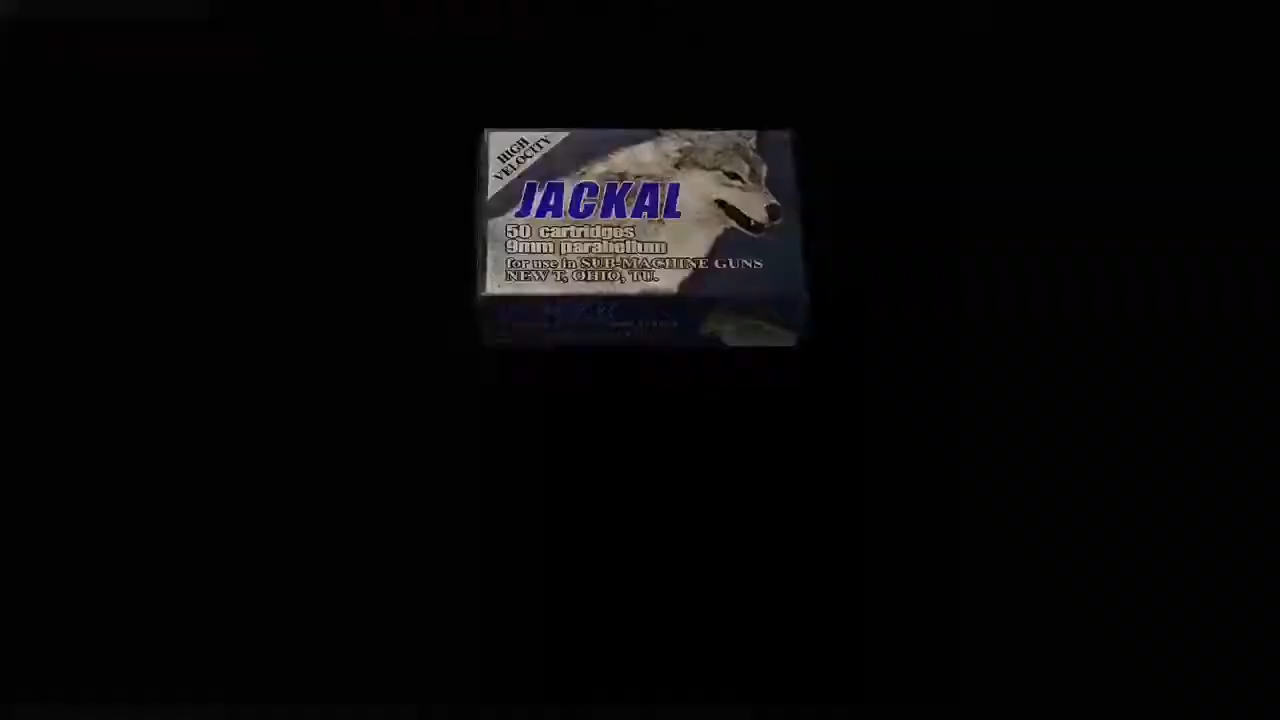 HIGH
VELOCITY
JACKAL
50 cartridges
9mm parabellum
for use in SUB-MACHINE GUNS
NEW T, OHIO, TU.